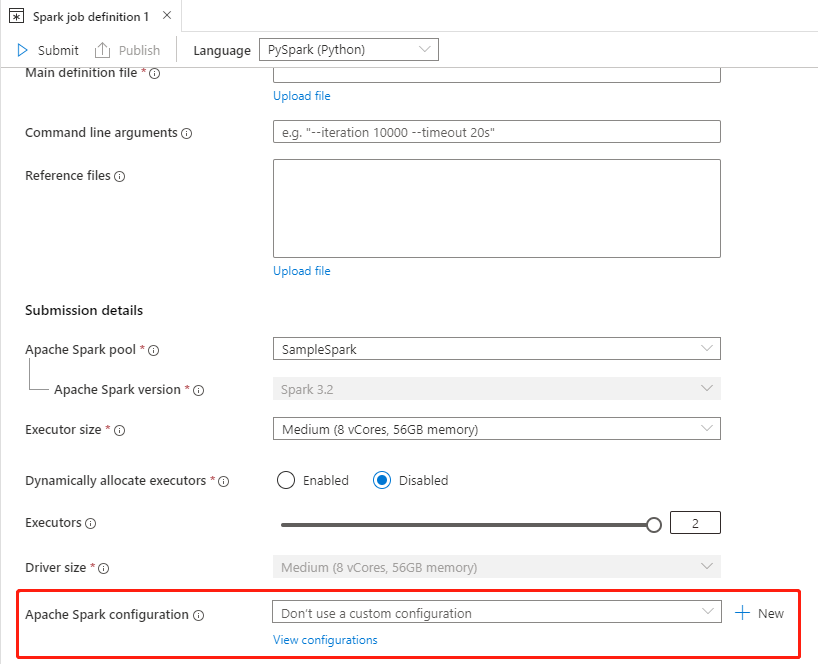 Spark job definition 1
Submit Publish Language PySpark (Python)
Main definition file *
Upload file
Command line arguments e.g. "--iteration 10000 --timeout 20s"
Reference files
Upload file
Submission details
Apache Spark pool * SampleSpark
Apache Spark version * Spark 3.2
Executor size * Medium (8 vCores, 56GB memory)
Dynamically allocate executors * Enabled Disabled
Executors 2
Driver size * Medium (8 vCores, 56GB memory)
Apache Spark configuration Don't use a custom configuration New
View configurations